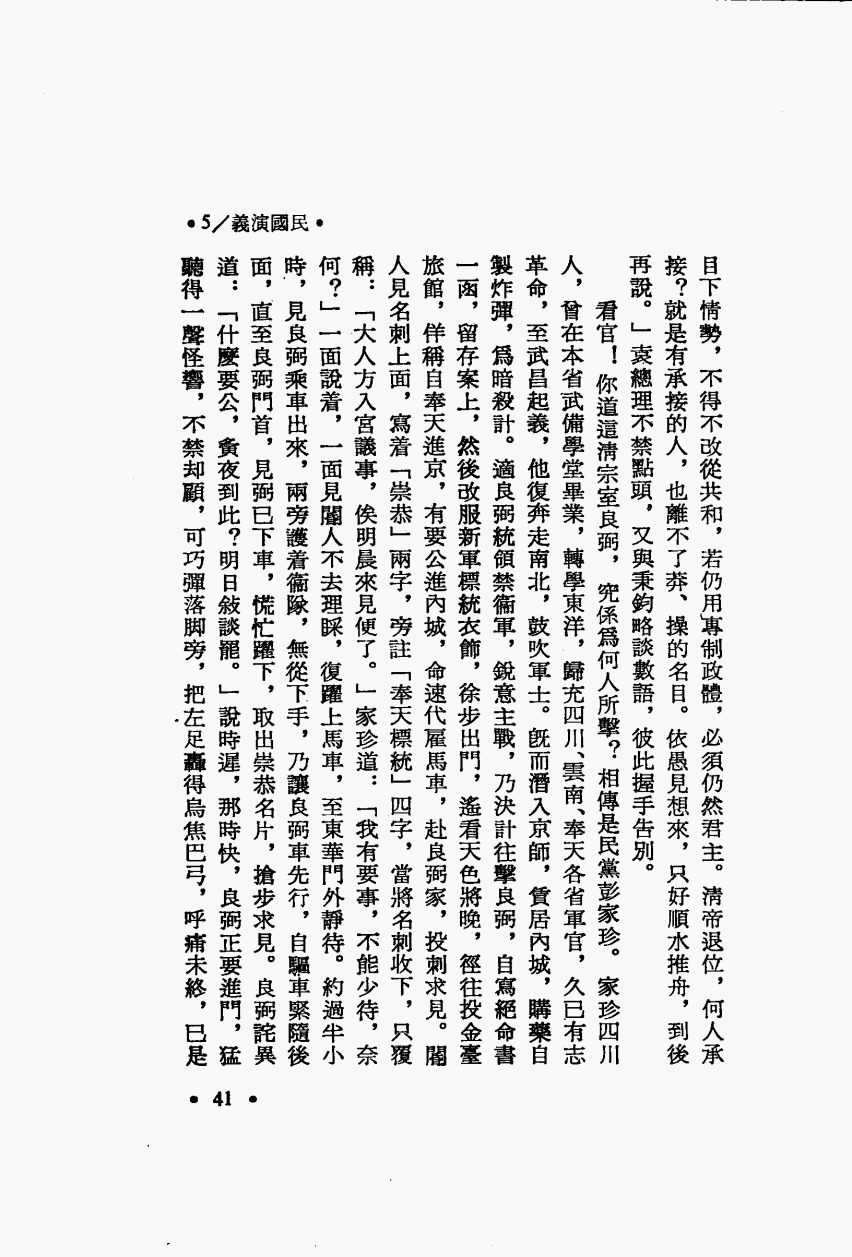 •5／義演國民•
目下情勢，不得不改從共和，若仍用專制政體，必須仍然君主。清帝退位，何人承
接？就是有承接的人，也離不了莽、操的名目。依愚見想來，只好順水推舟，到後
再說。」袁總理不禁點頭，又與秉鈞略談數語，彼此握手告別。
看官！你道這清宗室良弼，究係爲何人所擊？相傳是民黨彭家珍。家珍四川
人，曾在本省武備學堂畢業，轉學東洋，歸充四川、雲南、奉天各省軍官，久已有志
革命，至武昌起義，他復奔走南北，鼓吹軍士。旣而潛入京師，賃居內城，購藥自
製炸彈，爲暗殺計。適良弼統領禁衞軍，銳意主戰，乃決計往擊良弼，自寫絕命書
一函，留存案上，然後改服新軍標統衣飾，徐步出門，遙看天色將晚，徑往投金臺
旅館，佯稱自奉天進京，有要公進內城，命速代雇馬車，赴良弼家，投刺求見。閽
人見名刺上面，寫着「崇恭」兩字，旁註「奉天標統」四字，當將名刺收下，只覆
稱：「大人方入宮議事，俟明晨來見便了。」家珍道：「我有要事，不能少待，奈
何？」一面說着，一面見閽人不去理睬，復躍上馬車，至東華門外靜待。約過半小
時，見良弼乘車出來，兩旁護着衞隊，無從下手，乃讓良弼車先行，自驅車緊隨後
面，直至良弼門首，見弼已下車，慌忙躍下，取出崇恭名片，搶步求見。良弼詫異
道：「什麼要公，夤夜到此？明日敍談罷。」說時遲，那時快，良弼正要進門，猛
聽得一聲怪響，不禁却顧，可巧彈落脚旁，把左足轟得烏焦巴弓，呼痛未終，已是
• 41 •